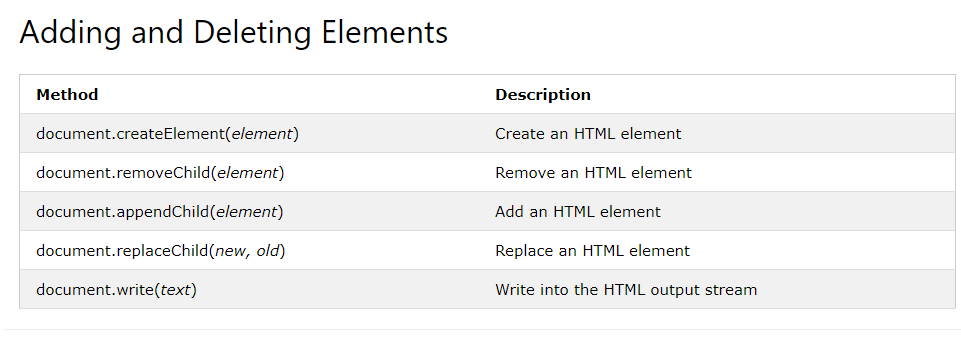 Adding and Deleting Elements
Method Description
document.createElement(element) Create an HTML element
document.removeChild(element) Remove an HTML element
document.appendChild(element) Add an HTML element
document.replaceChild(new, old) Replace an HTML element
document.write(text) Write into the HTML output stream